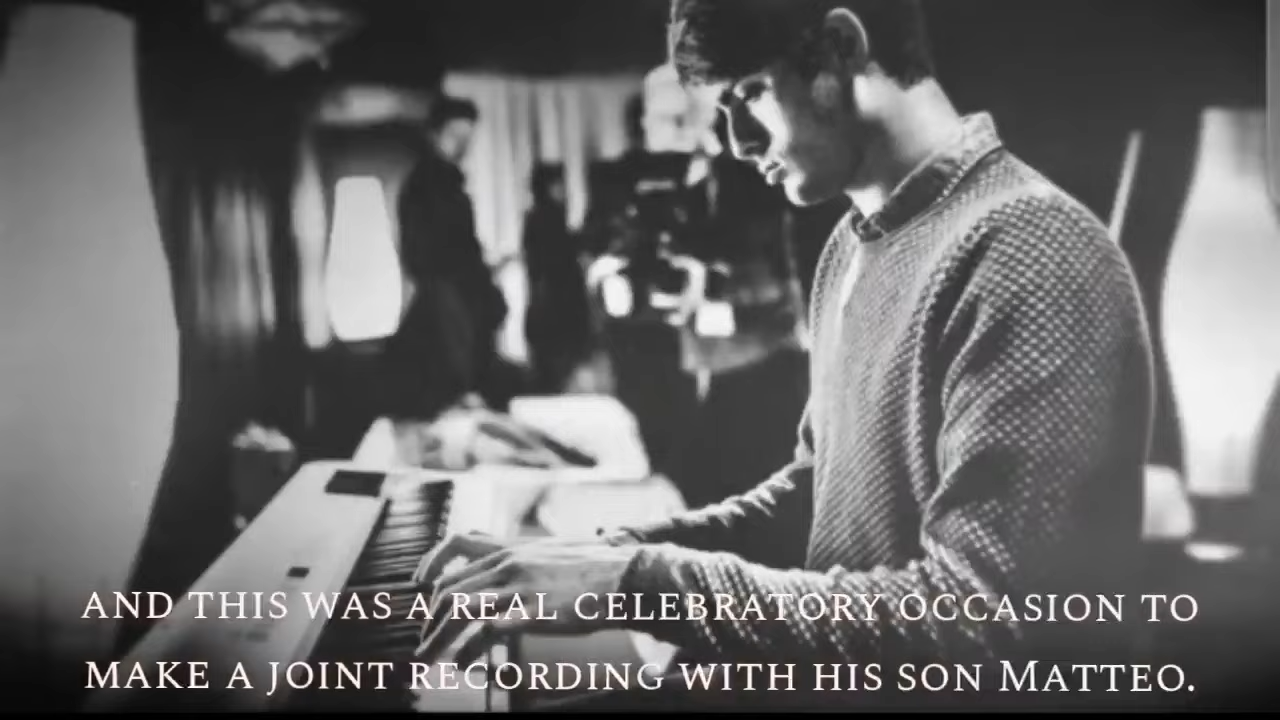 AND THIS WAS A REAL CELEBRATORY OCCASION TO
MAKE A JOINT RECORDING WITH HIS SON MATTEO.